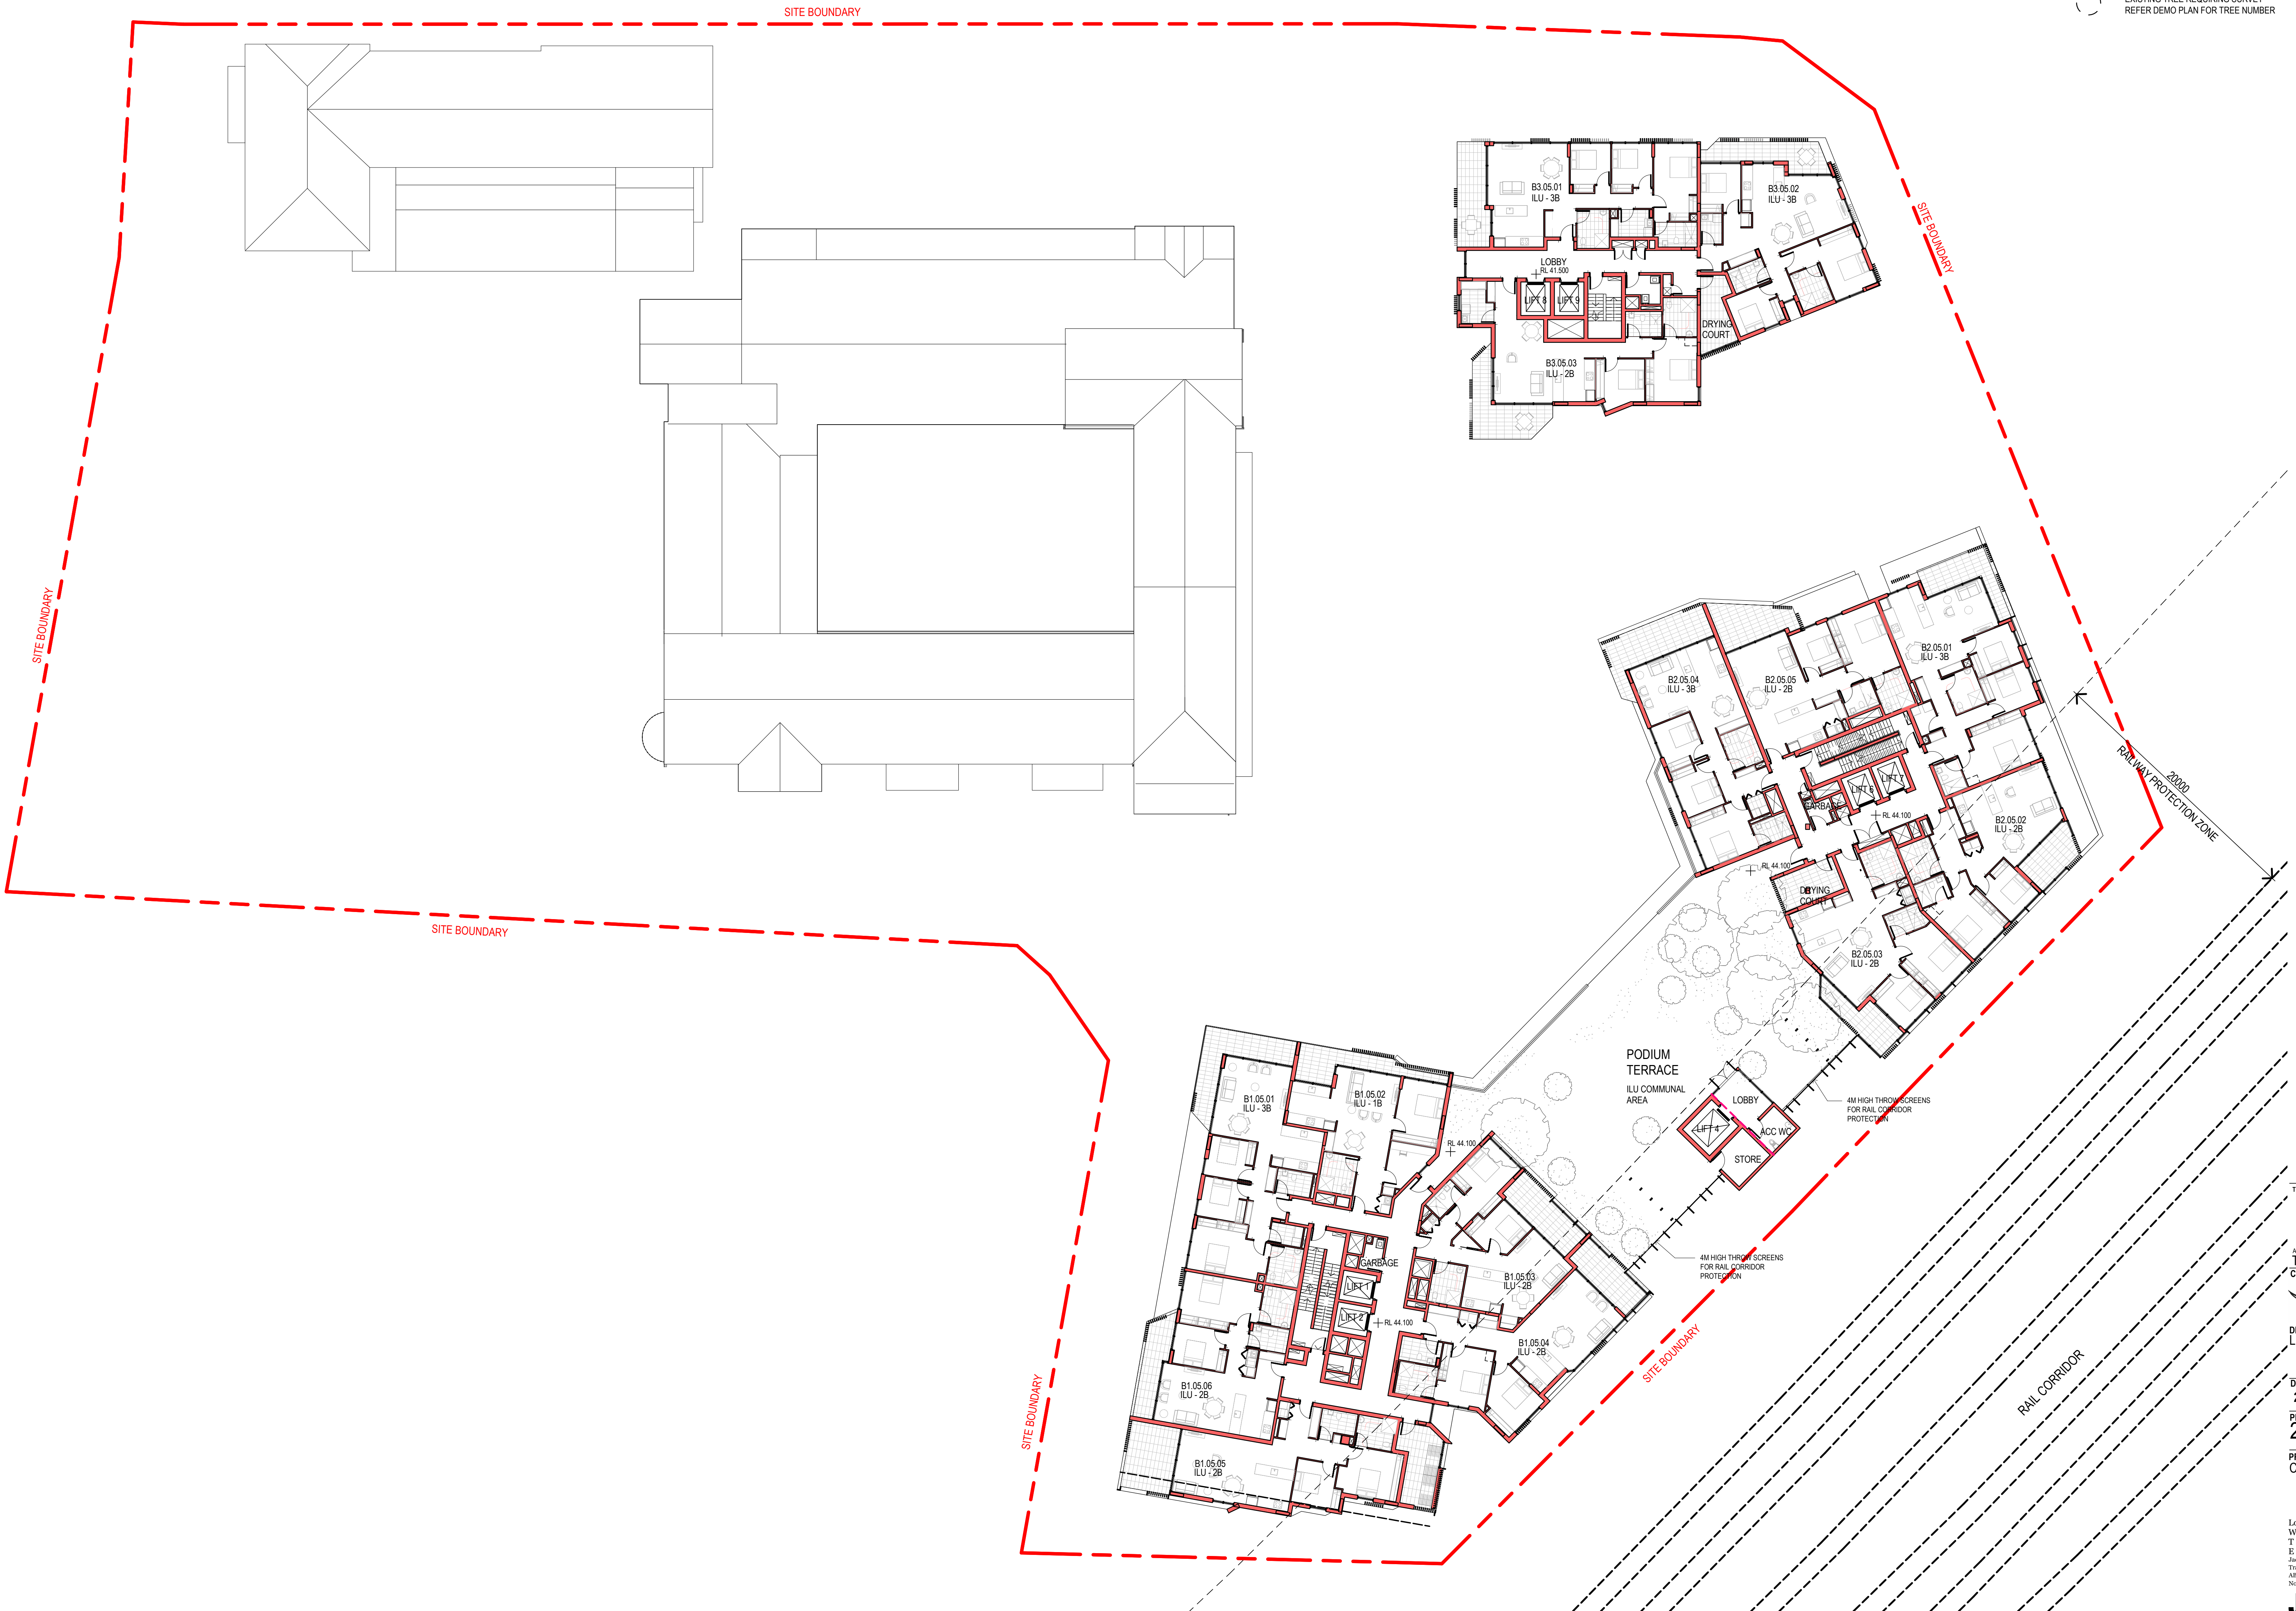 SITE BOUNDARY
EXISTING TREE REQUIRING SURVEY
REFER DEMO PLAN FOR TREE NUMBER
B3.05.01
ILU - 3B
B3.05.02
ILU - 3B
SITE BOUNDARY
LOBBY
RL 41.500
LIFT 8
LIFT 9
DRYING
COURT
B3.05.03
ILU - 2B
SITE BOUNDARY
B2.05.04
ILU - 3B
B2.05.05
ILU - 2B
B2.05.01
ILU - 3B
20000
RAILWAY PROTECTION ZONE
LIFT 7
LIFT 6
GARBAGE
RL 44.100
B2.05.02
ILU - 2B
RL 44.100
DRYING
COURT
SITE BOUNDARY
B2.05.03
ILU - 2B
PODIUM
TERRACE
ILU COMMUNAL
AREA
LOBBY
4M HIGH THROW SCREENS
FOR RAIL CORRIDOR
PROTECTION
LIFT 4
ACC WC
STORE
B1.05.01
ILU - 3B
B1.05.02
ILU - 1B
RL 44.100
GARBAGE
LIFT 1
LIFT 2
RL 44.100
B1.05.03
ILU - 2B
4M HIGH THROW SCREENS
FOR RAIL CORRIDOR
PROTECTION
B1.05.04
ILU - 2B
SITE BOUNDARY
RAIL CORRIDOR
B1.05.06
ILU - 2B
SITE BOUNDARY
B1.05.05
ILU - 2B